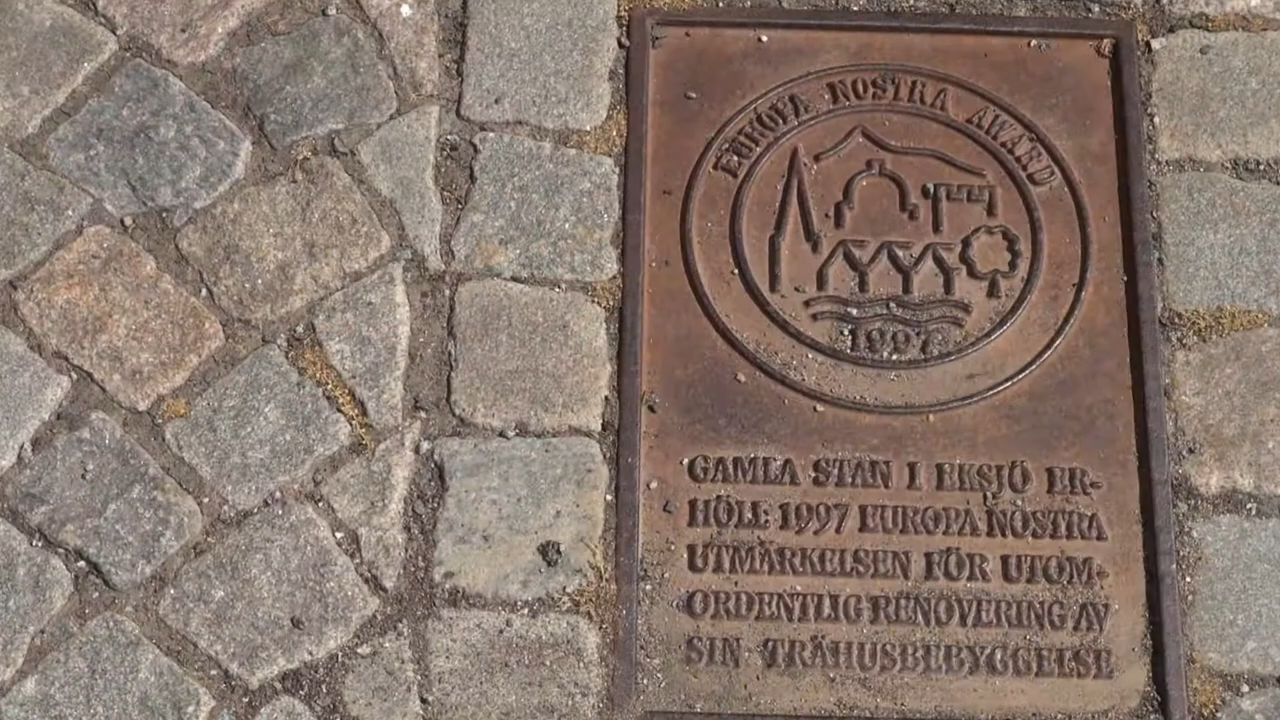 EUROPA NOSTRA AWARD
1997
GAMLA STAN I EKSJÖ ER-
HÖLL 1997 EUROPA NOSTRA
UTMÄRKELSEN FÖR UTOM-
ORDENTLIG RENOVERING AV
SIN TRÄHUSBEBYGGELSE